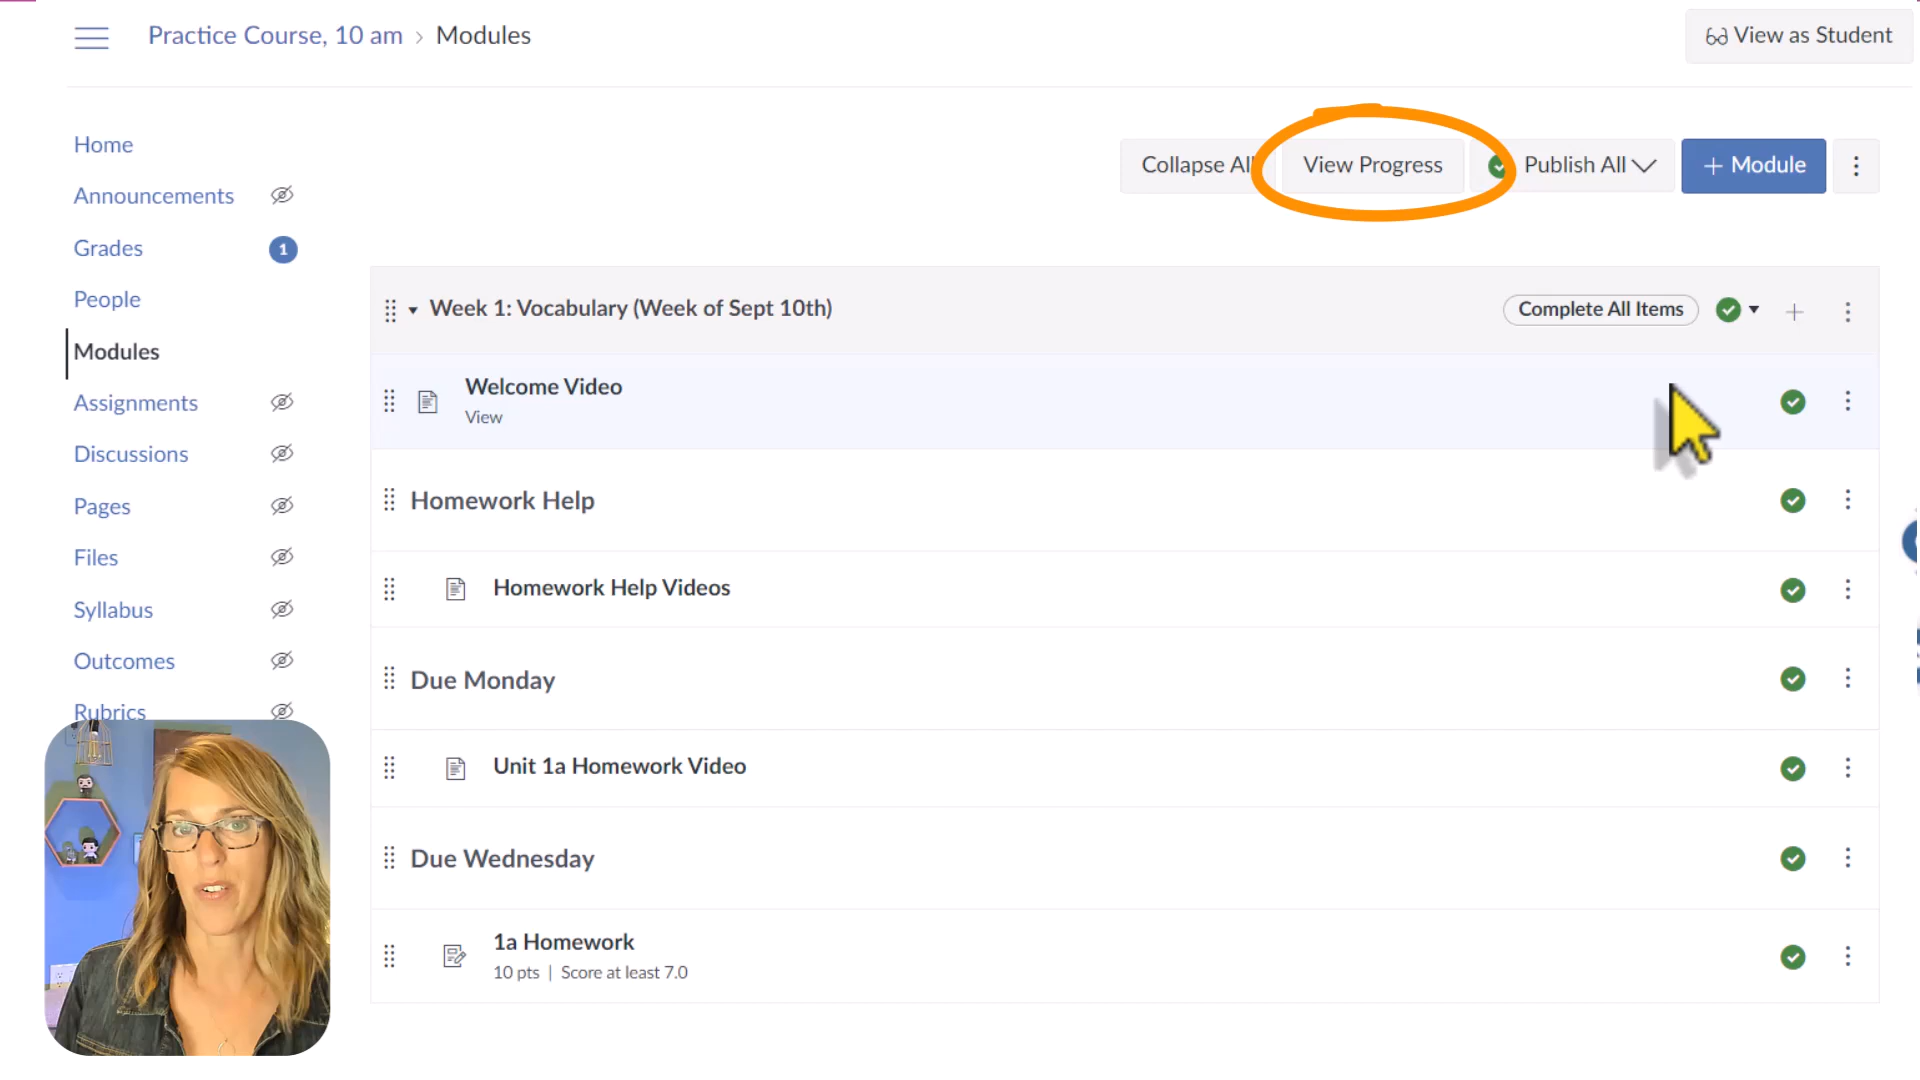 Practice Course, 10 am › Modules
View as Student
Home
Announcements
Grades
1
People
Modules
Assignments
Discussions
Pages
Files
Syllabus
Outcomes
Rubrics
Collapse All
View Progress
Publish All
+ Module
Week 1: Vocabulary (Week of Sept 10th)
Complete All Items
Welcome Video
View
Homework Help
Homework Help Videos
Due Monday
Unit 1a Homework Video
Due Wednesday
1a Homework
10 pts | Score at least 7.0